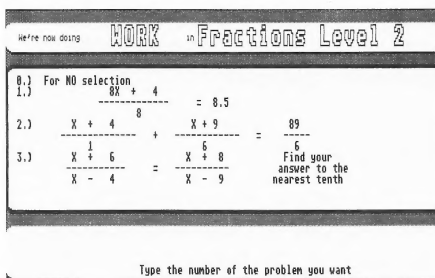 We're now doing WORK in Fractions Level 2
0.) For NO selection
1.) 8X + 4
-------------- = 8.5
8
2.) X + 4 X + 9 89
------------ + ------------ = ------
1 6 6
3.) X + 6 X + 8 Find your
------------ = ------------ answer to the
X - 4 X - 9 nearest tenth
Type the number of the problem you want